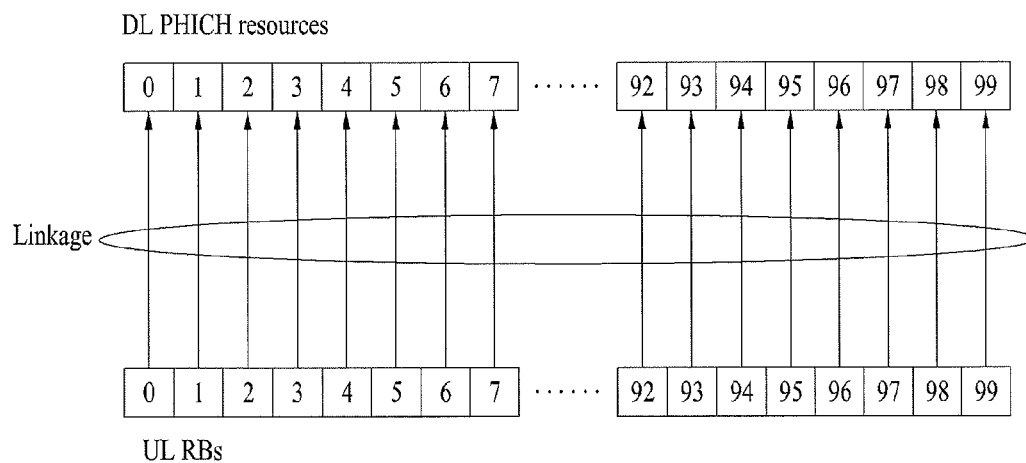 DL PHICH resources
0 1 2 3 4 5 6 7 ...... 92 93 94 95 96 97 98 99
Linkage
0 1 2 3 4 5 6 7 ...... 92 93 94 95 96 97 98 99
UL RBs